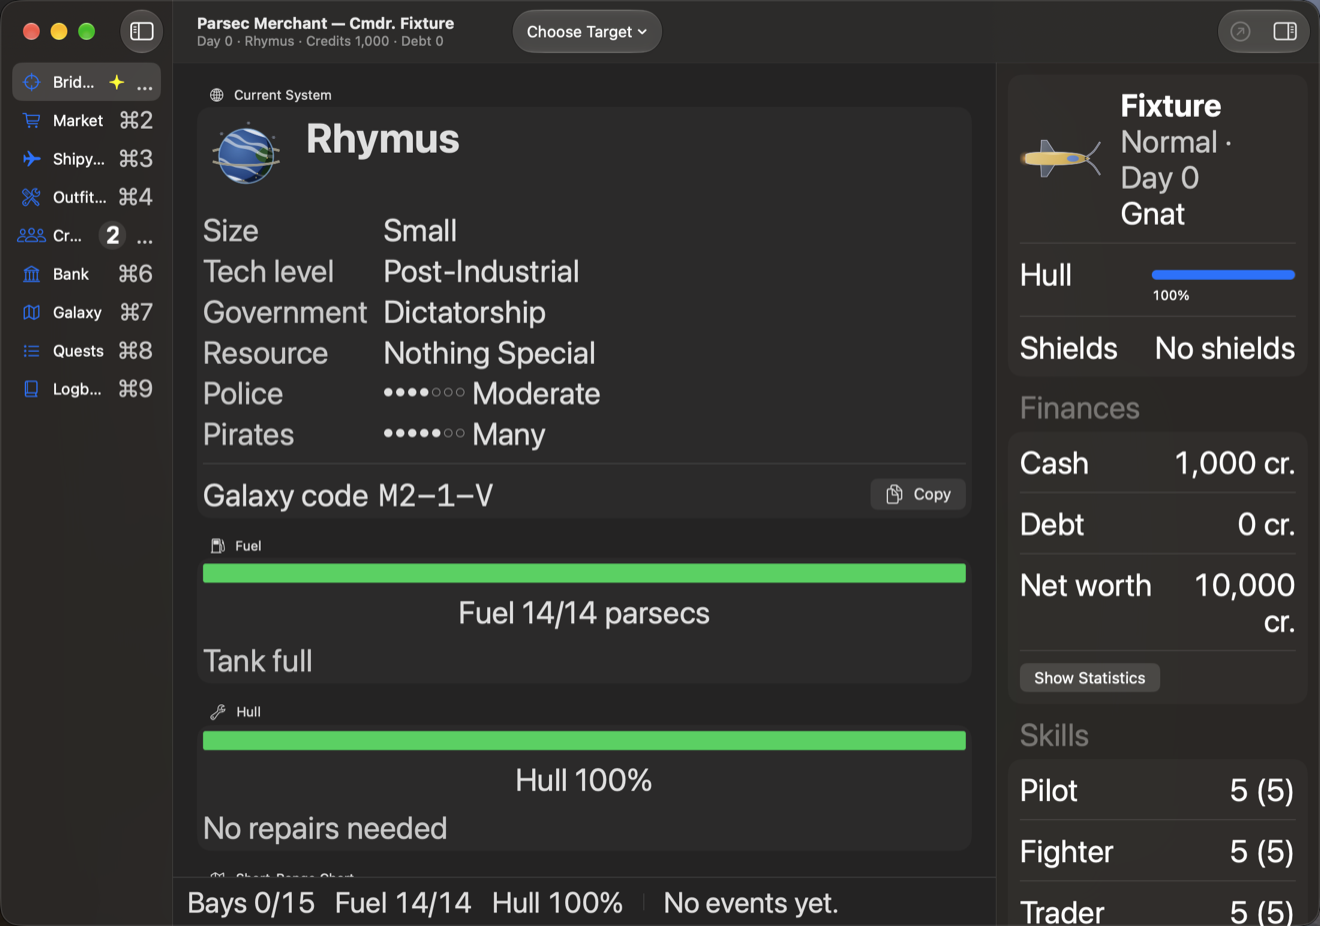 Parsec Merchant — Cmdr. Fixture
Day 0 · Rhymus · Credits 1,000 · Debt 0
Choose Target
Brid... ...
Market ⌘2
Shipy... ⌘3
Outfit... ⌘4
Cr... 2 ...
Bank ⌘6
Galaxy ⌘7
Quests ⌘8
Logb... ⌘9
Current System
Rhymus
Size Small
Tech level Post-Industrial
Government Dictatorship
Resource Nothing Special
Police ●●●●○○○ Moderate
Pirates ●●●●●○○ Many
Galaxy code M2–1–V
Copy
Fuel
Fuel 14/14 parsecs
Tank full
Hull
Hull 100%
No repairs needed
Short-Range Chart
Bays 0/15 Fuel 14/14 Hull 100% No events yet.
Fixture
Normal ·
Day 0
Gnat
Hull
100%
Shields No shields
Finances
Cash 1,000 cr.
Debt 0 cr.
Net worth 10,000
cr.
Show Statistics
Skills
Pilot 5 (5)
Fighter 5 (5)
Trader 5 (5)